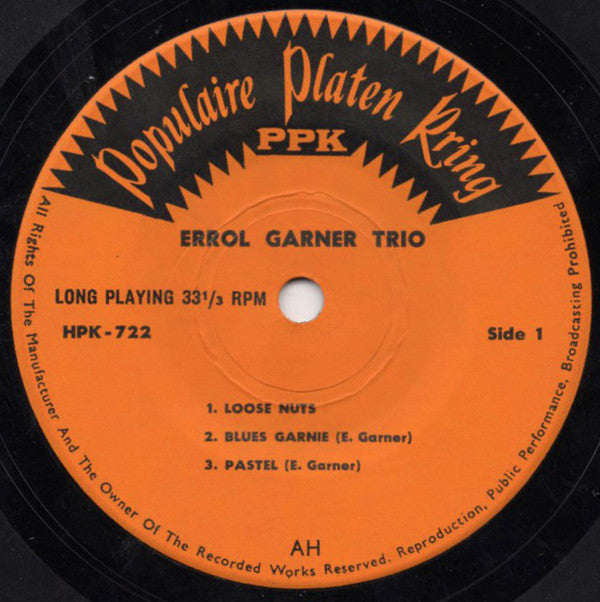 Populaire Platen Kring
PPK
ERROL GARNER TRIO
LONG PLAYING 33 1/3 RPM
HPK-722
Side 1
1. LOOSE NUTS
2. BLUES GARNIE (E. Garner)
3. PASTEL (E. Garner)
AH
All Rights Of The Manufacturer And The Owner Of The Recorded Works Reserved. Reproduction, Public Performance, Broadcasting Prohibited